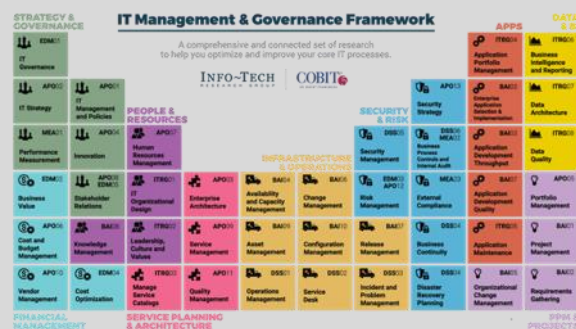 STRATEGY &
GOVERNANCE
IT Management & Governance Framework
A comprehensive and connected set of research
to help you optimize and improve your core IT processes.
INFO~TECH
RESEARCH GROUP
COBIT
APPS
DATA
EDM01
IT
Governance
ITRG04
Application
Portfolio
Management
ITRG06
Business
Intelligence
and Reporting
APO02
IT Strategy
APO01
IT
Management
and Policies
APO13
Security
Strategy
BAI03
Enterprise
Application
Selection &
Implementation
ITRG07
Data
Architecture
PEOPLE &
RESOURCES
SECURITY
& RISK
MEA01
Performance
Measurement
APO04
Innovation
APO07
Human
Resources
Management
DSS05
Security
Management
DSS06
MEA02
Business
Process
Controls and
Internal Audit
Application
Development
Throughput
ITRG08
Data
Quality
INFRASTRUCTURE
& OPERATIONS
Business
Value
APO08
EDM05
Stakeholder
Relations
ITRG01
IT
Organizational
Design
APO03
Enterprise
Architecture
BAI04
Availability
and Capacity
Management
BAI06
Change
Management
EDM03
APO12
Risk
Management
MEA03
External
Compliance
BAI07
Application
Development
Quality
APO05
Portfolio
Management
APO06
Cost and
Budget
Management
BAI08
Knowledge
Management
ITRG02
Leadership,
Culture and
Values
APO09
Service
Management
BAI09
Asset
Management
BAI10
Configuration
Management
BAI07
Release
Management
DSS04
Business
Continuity
ITRG05
Application
Maintenance
BAI01
Project
Management
APO10
Vendor
Management
EDM04
Cost
Optimization
ITRG03
Manage
Service
Catalogs
APO11
Quality
Management
DSS01
Operations
Management
DSS02
Service
Desk
DSS03
Incident and
Problem
Management
DSS04
Disaster
Recovery
Planning
BAI05
Organizational
Change
Management
BAI02
Requirements
Gathering
FINANCIAL
MANAGEMENT
SERVICE PLANNING
& ARCHITECTURE